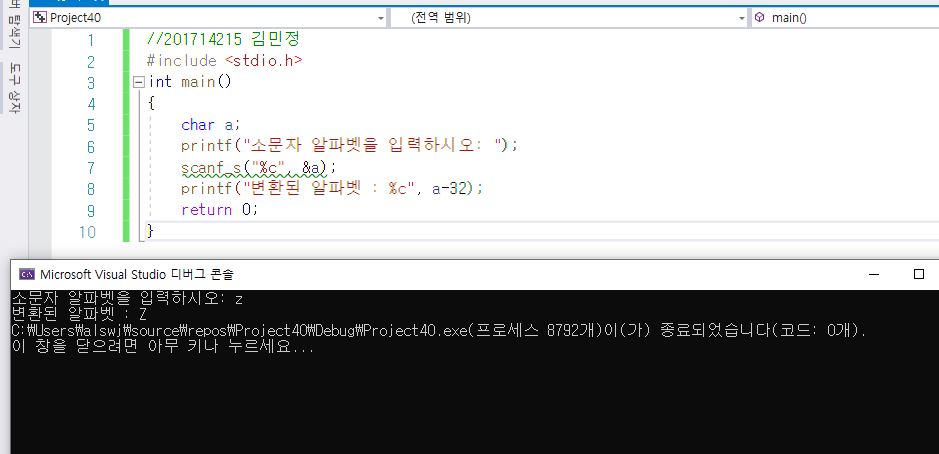 Project40 (전역 범위) main()
버 탐색기
도구 상자
1 //201714215 김민정
2 #include <stdio.h>
3 int main()
4 {
5 char a;
6 printf("소문자 알파벳을 입력하시오: ");
7 scanf_s("%c", &a);
8 printf("변환된 알파벳 : %c", a-32);
9 return 0;
10 }
Microsoft Visual Studio 디버그 콘솔
소문자 알파벳을 입력하시오: z
변환된 알파벳 : Z
C:₩Users₩alswj₩source₩repos₩Project40₩Debug₩Project40.exe(프로세스 8792개)이(가) 종료되었습니다(코드: 0개).
이 창을 닫으려면 아무 키나 누르세요...